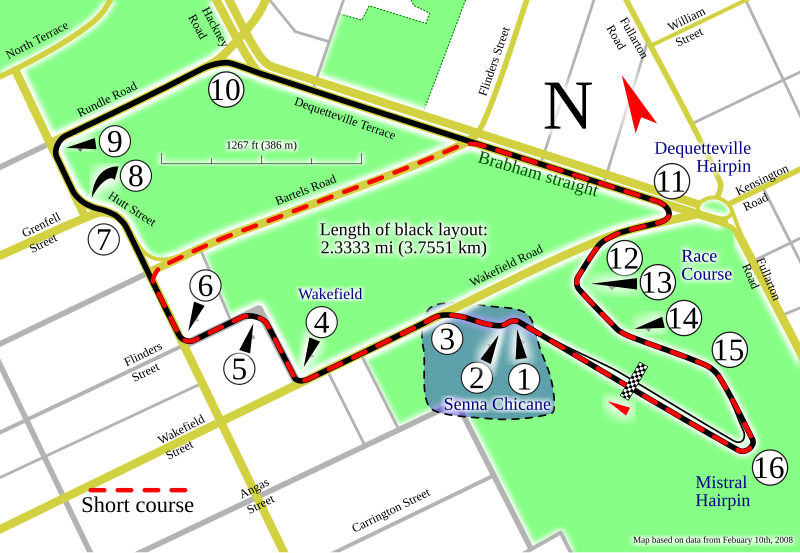 North Terrace
Hackney
Road
Flinders Street
Fullarton
Road
William
Street
Rundle Road
10
Dequetteville Terrace
N
9
8
1267 ft (386 m)
Bartels Road
Brabham straight
Dequetteville
Hairpin
11
Kensington
Road
Grenfell
Street
7
Hutt Street
Length of black layout:
2.3333 mi (3.7551 km)
Wakefield Road
12
13
Race
Course
Fullarton
Road
6
Wakefield
4
14
3
15
Flinders
Street
5
2
1
Senna Chicane
Wakefield
Street
16
Mistral
Hairpin
Short course
Angas
Street
Carrington Street
Map based on data from Febuary 10th, 2008